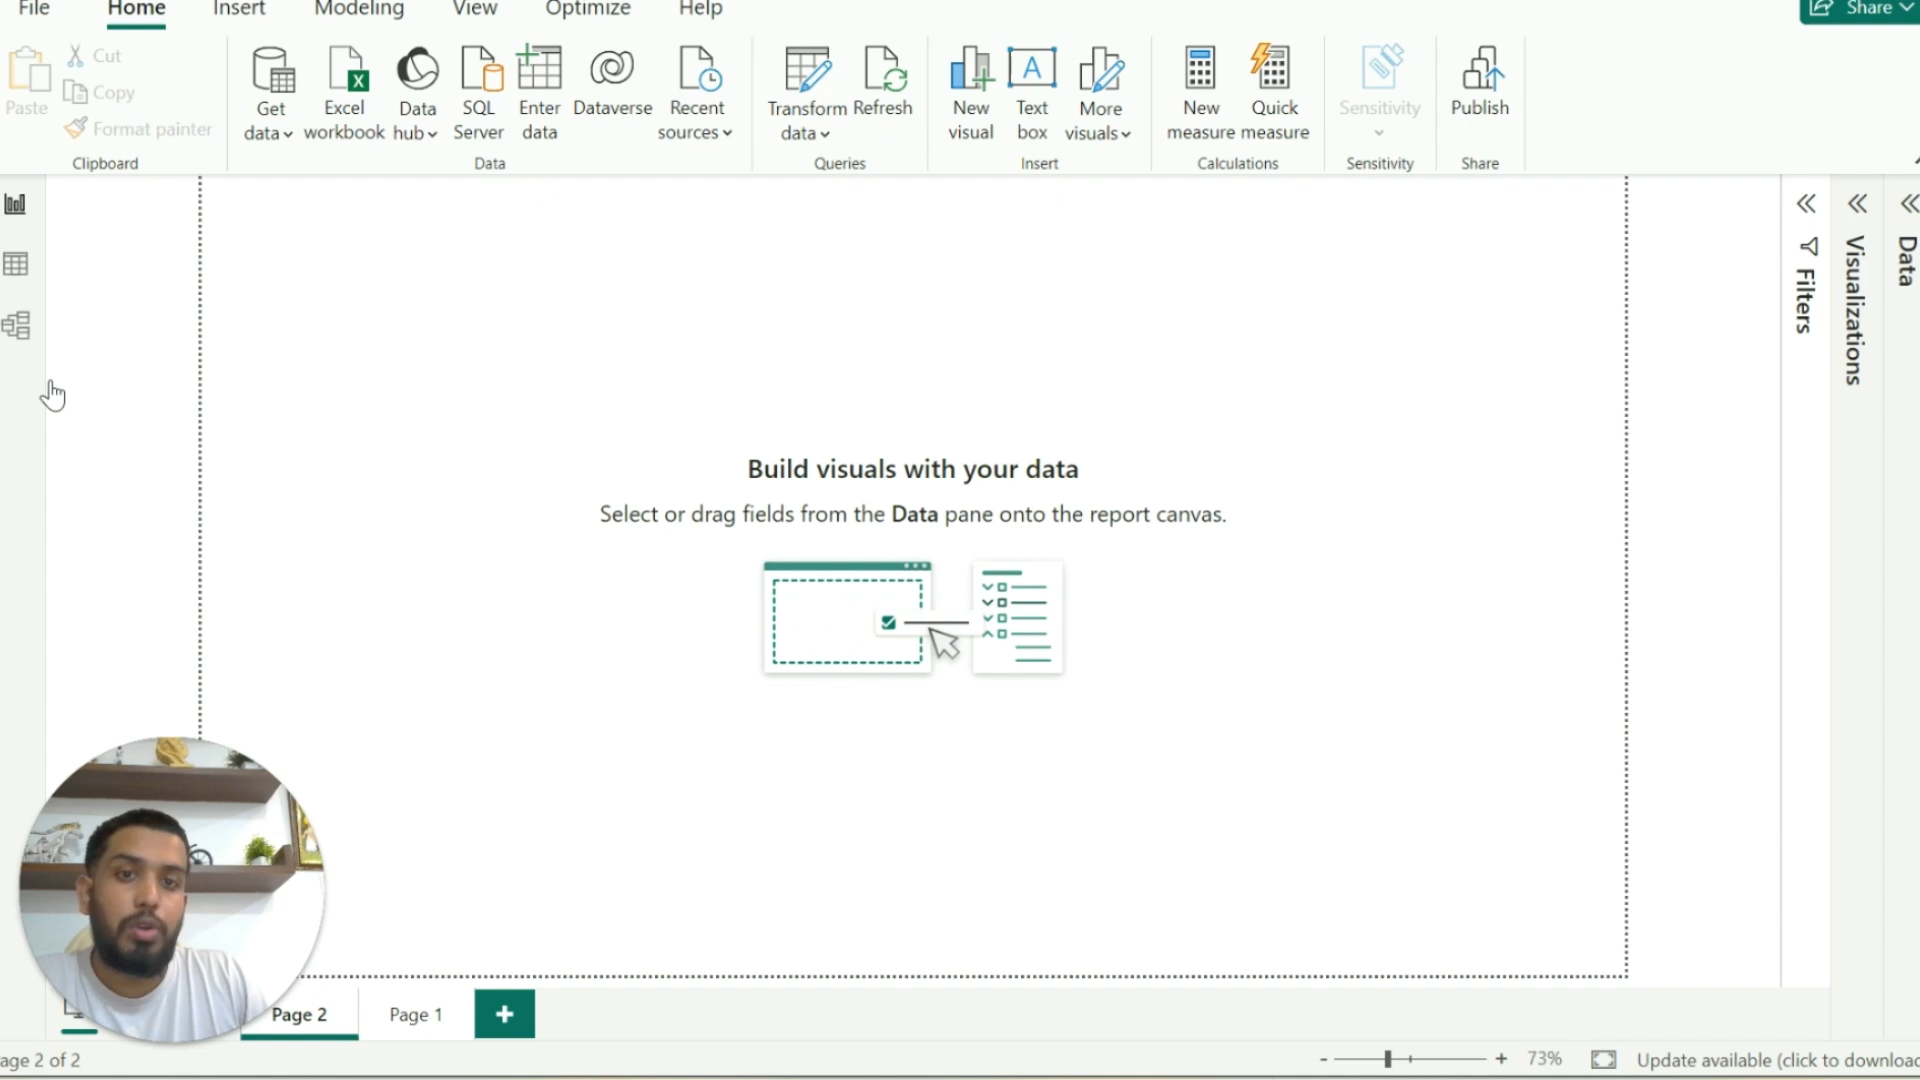 File Home Insert Modeling View Optimize Help Share
Paste
Cut
Copy
Format painter
Clipboard
Get data
Excel workbook
Data hub
SQL Server
Enter data
Dataverse
Recent sources
Data
Transform data
Refresh
Queries
New visual
Text box
More visuals
Insert
New measure
Quick measure
Calculations
Sensitivity
Sensitivity
Publish
Share
Filters
Visualizations
Data
Build visuals with your data
Select or drag fields from the Data pane onto the report canvas.
Page 2 Page 1 +
age 2 of 2
- + 73% Update available (click to download